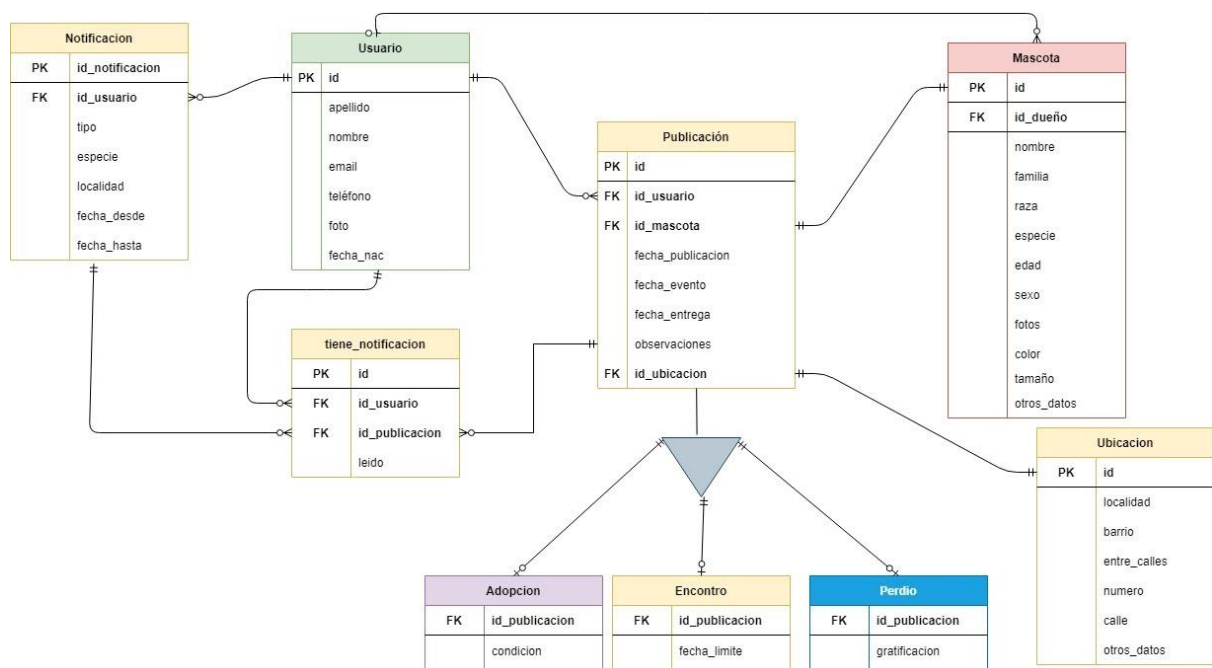 Notificacion
PK id_notificacion
FK id_usuario
tipo
especie
localidad
fecha_desde
fecha_hasta
Usuario
PK id
apellido
nombre
email
teléfono
foto
fecha_nac
Publicación
PK id
FK id_usuario
FK id_mascota
fecha_publicacion
fecha_evento
fecha_entrega
observaciones
FK id_ubicacion
Mascota
PK id
FK id_dueño
nombre
familia
raza
especie
edad
sexo
fotos
color
tamaño
otros_datos
tiene_notificacion
PK id
FK id_usuario
FK id_publicacion
leido
Ubicacion
PK id
localidad
barrio
entre_calles
numero
calle
otros_datos
Adopcion
FK id_publicacion
condicion
Encontro
FK id_publicacion
fecha_limite
Perdio
FK id_publicacion
gratificacion